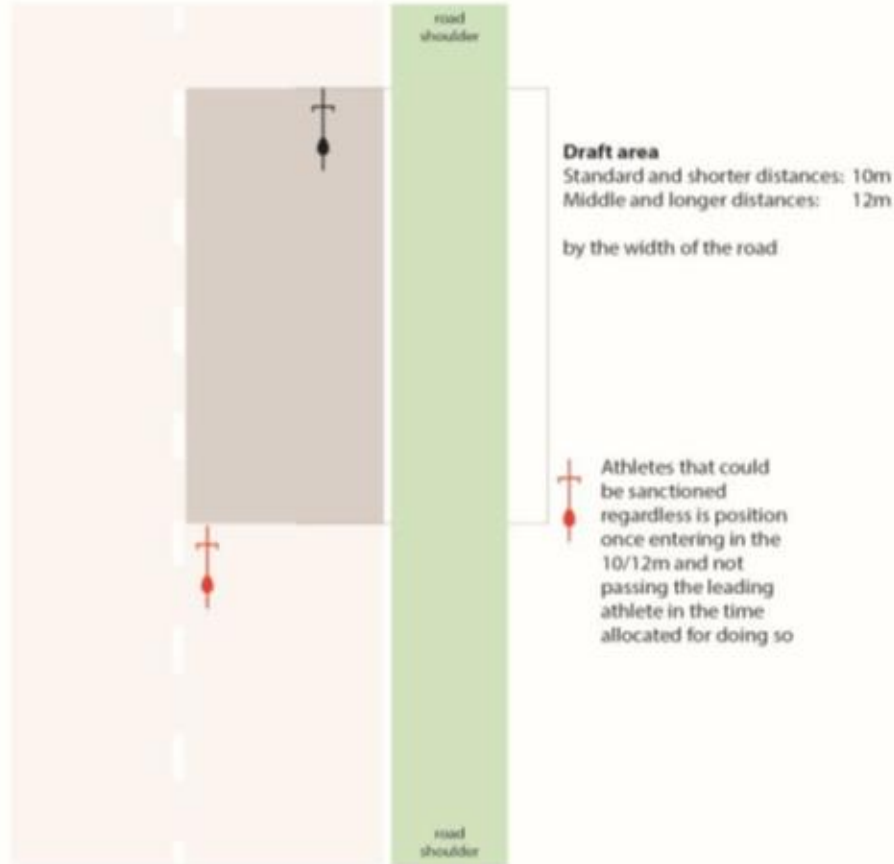 road
shoulder
Draft area
Standard and shorter distances: 10m
Middle and longer distances: 12m
by the width of the road
Athletes that could
be sanctioned
regardless is position
once entering in the
10/12m and not
passing the leading
athlete in the time
allocated for doing so
road
shoulder